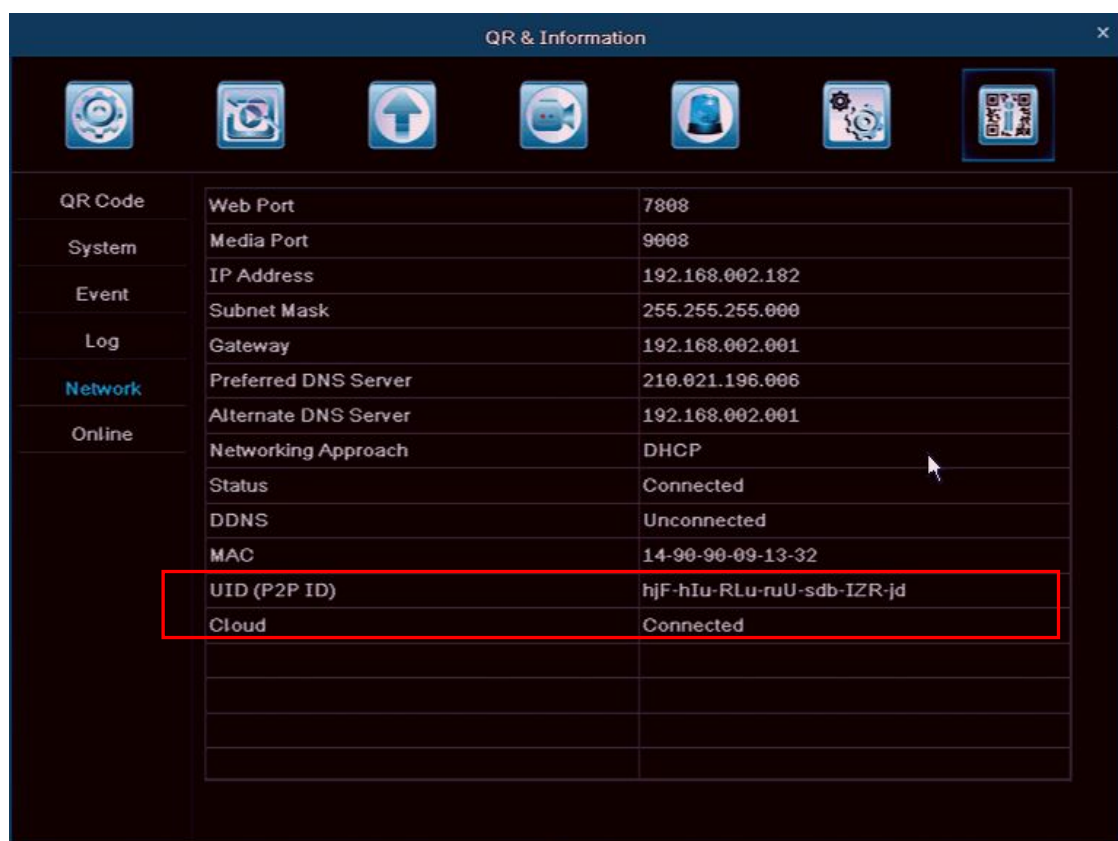 QR & Information ×
QR Code
System
Event
Log
Network
Online
Web Port 7808
Media Port 9008
IP Address 192.168.002.182
Subnet Mask 255.255.255.000
Gateway 192.168.002.001
Preferred DNS Server 210.021.196.006
Alternate DNS Server 192.168.002.001
Networking Approach DHCP
Status Connected
DDNS Unconnected
MAC 14-90-90-09-13-32
UID (P2P ID) hjF-hIu-RLu-ruU-sdb-IZR-jd
Cloud Connected